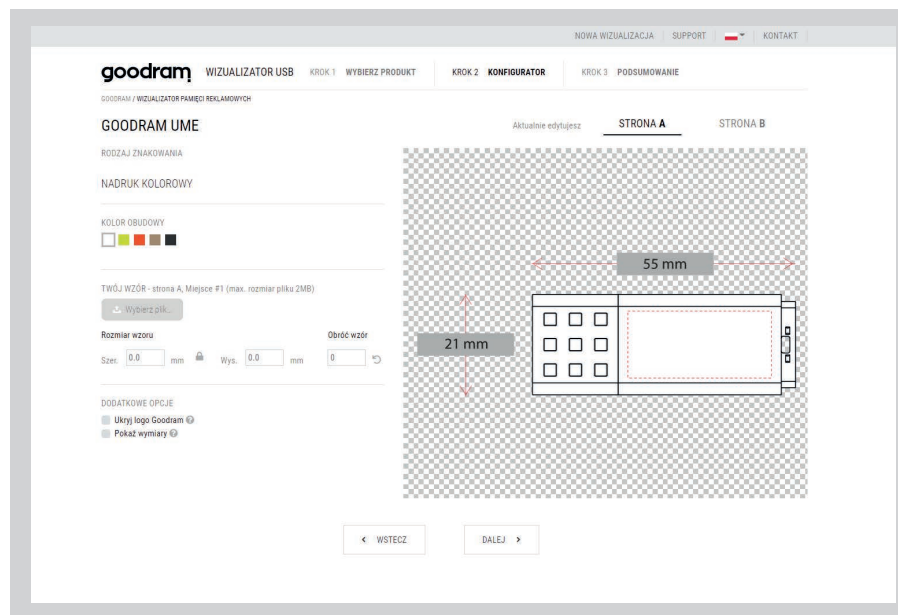 NOWA WIZUALIZACJA SUPPORT KONTAKT
goodram WIZUALIZATOR USB KROK 1 WYBIERZ PRODUKT KROK 2 KONFIGURATOR KROK 3 PODSUMOWANIE
GOODRAM / WIZUALIZATOR PAMIĘCI REKLAMOWYCH
GOODRAM UME
Aktualnie edytujesz STRONA A STRONA B
RODZAJ ZNAKOWANIA
NADRUK KOLOROWY
KOLOR OBUDOWY
55 mm
TWÓJ WZÓR - strona A, Miejsce #1 (max. rozmiar pliku 2MB)
Wybierz plik...
Rozmiar wzoru Obróć wzór
21 mm
Szer. 0.0 mm Wys. 0.0 mm 0
DODATKOWE OPCJE
Ukryj logo Goodram
Pokaż wymiary
WSTECZ DALEJ